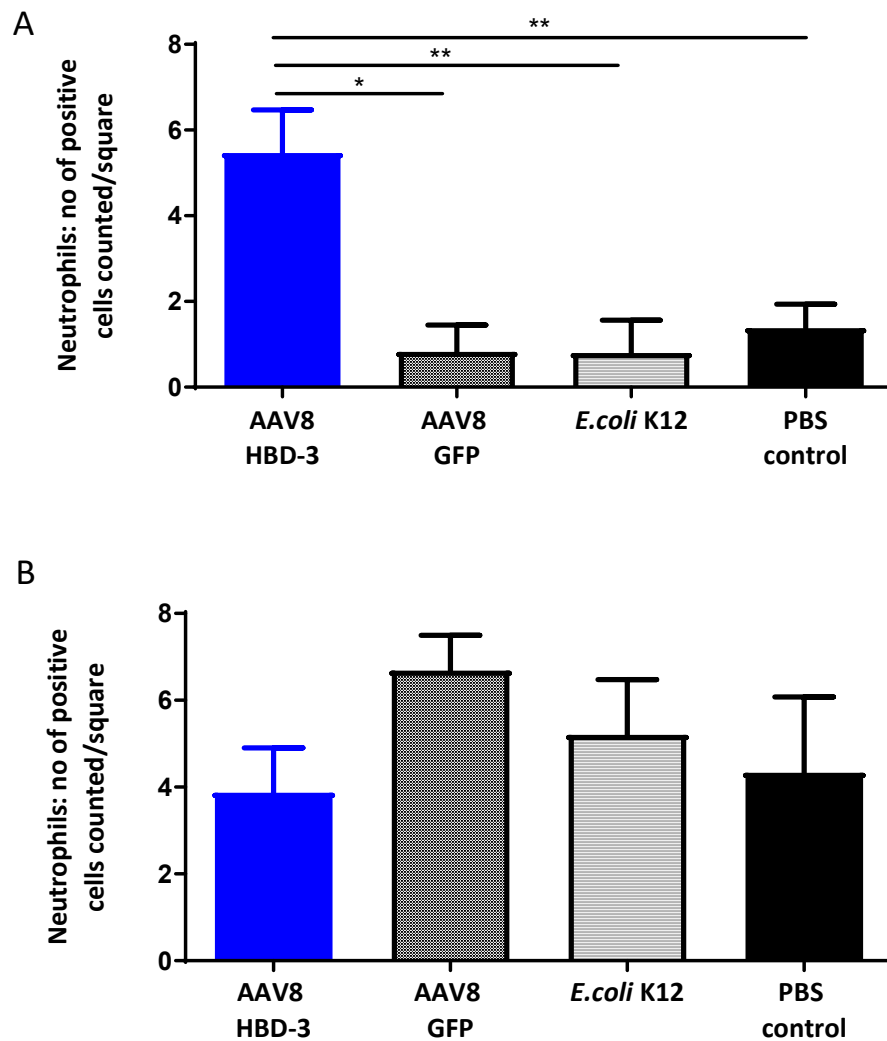 A
**
**
*
8
6
4
2
0
Neutrophils: no of positive
cells counted/square
AAV8
HBD-3
AAV8
GFP
E.coli K12
PBS
control
B
8
6
4
2
0
Neutrophils: no of positive
cells counted/square
AAV8
HBD-3
AAV8
GFP
E.coli K12
PBS
control